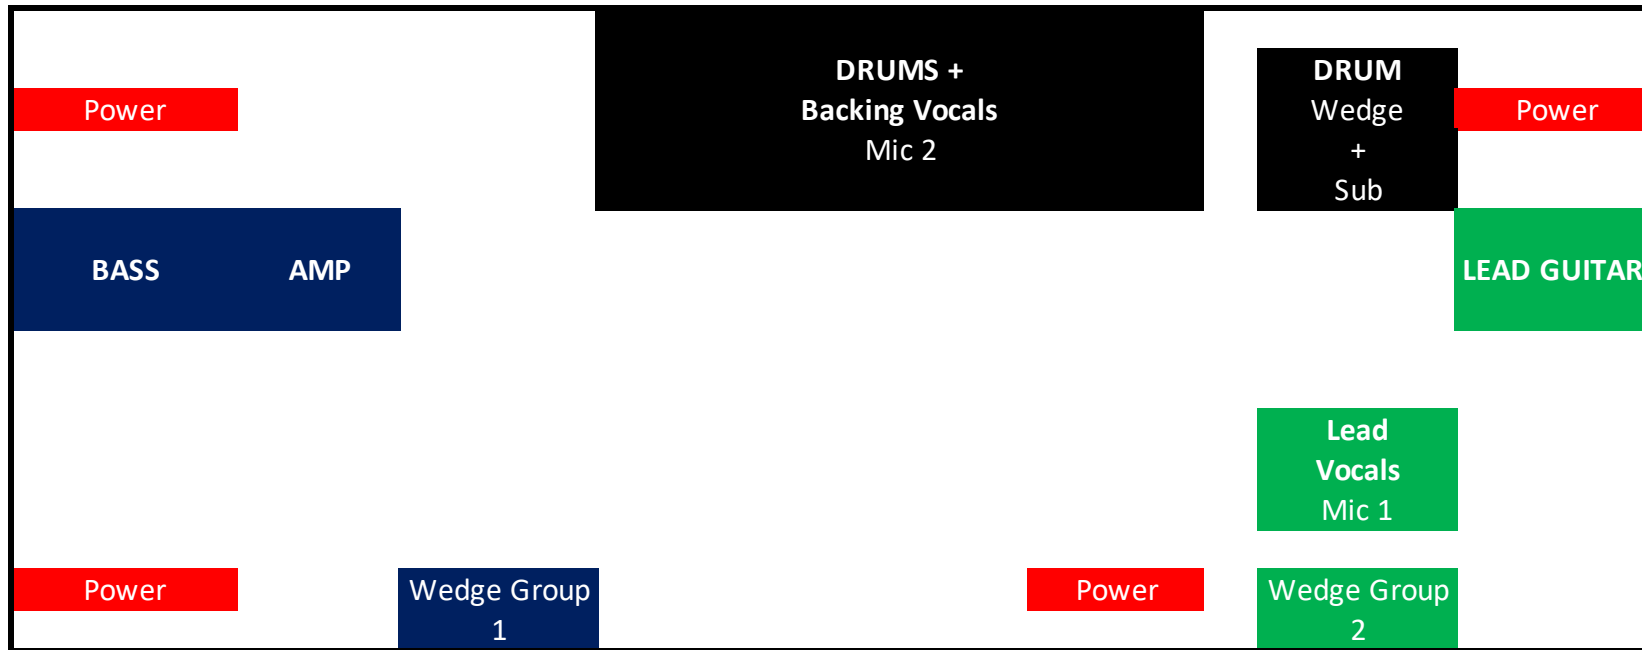 DRUMS +
Backing Vocals
Mic 2
DRUM
Wedge
+
Sub
Power
Power
BASS AMP
LEAD GUITAR
Lead
Vocals
Mic 1
Power
Wedge Group
1
Power
Wedge Group
2